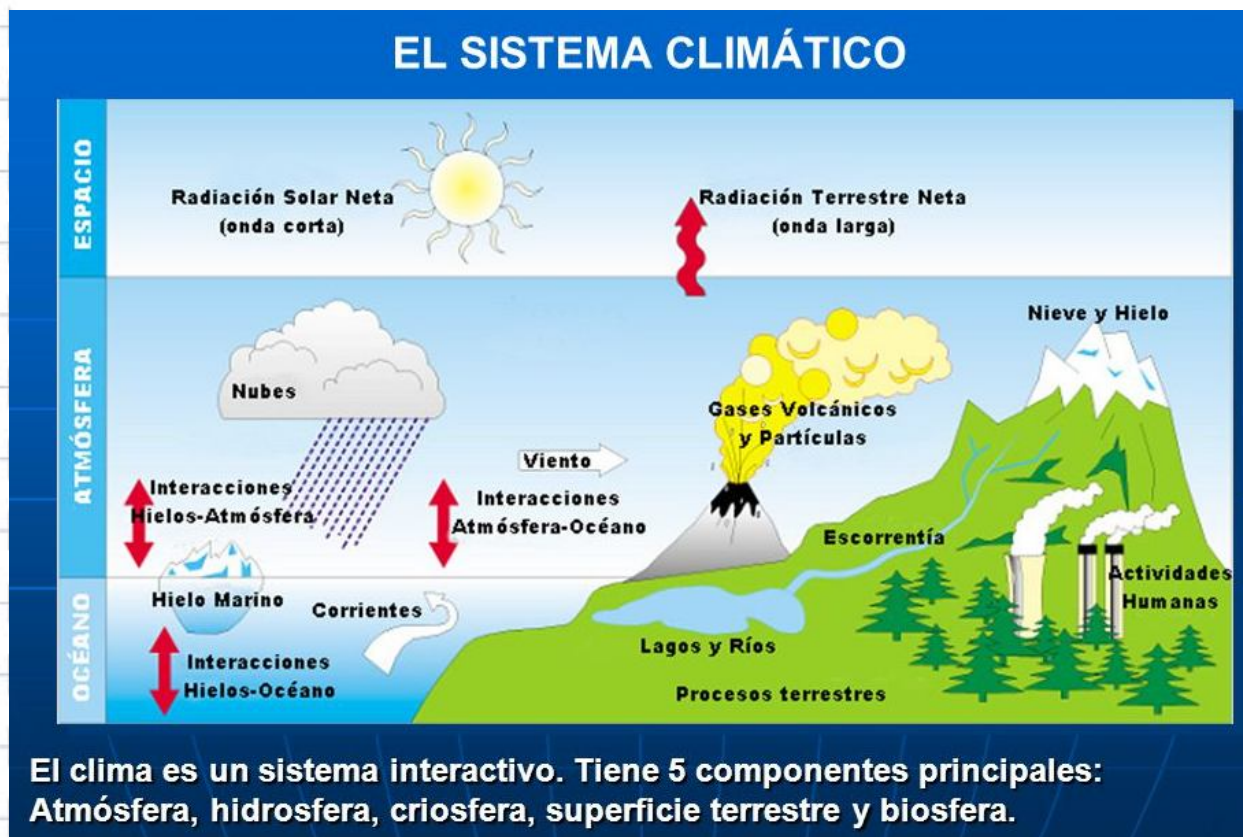 EL SISTEMA CLIMÁTICO
ESPACIO
Radiación Solar Neta
(onda corta)
Radiación Terrestre Neta
(onda larga)
ATMÓSFERA
Nieve y Hielo
Nubes
Gases Volcánicos
y Partículas
Viento
Interacciones
Hielos-Atmósfera
Interacciones
Atmósfera-Océano
Escorrentía
Actividades
Humanas
OCÉANO
Hielo Marino
Corrientes
Lagos y Ríos
Interacciones
Hielos-Océano
Procesos terrestres
El clima es un sistema interactivo. Tiene 5 componentes principales:
Atmósfera, hidrosfera, criosfera, superficie terrestre y biosfera.